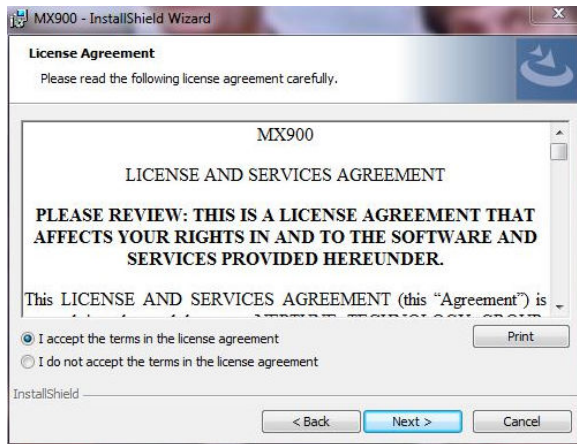 MX900 - InstallShield Wizard
X
License Agreement
Please read the following license agreement carefully.
MX900
LICENSE AND SERVICES AGREEMENT
PLEASE REVIEW: THIS IS A LICENSE AGREEMENT THAT
AFFECTS YOUR RIGHTS IN AND TO THE SOFTWARE AND
SERVICES PROVIDED HEREUNDER.
This LICENSE AND SERVICES AGREEMENT (this “Agreement”) is
NEPTUNE TECHNOLOGY GROUP
I accept the terms in the license agreement
Print
I do not accept the terms in the license agreement
InstallShield
< Back
Next >
Cancel